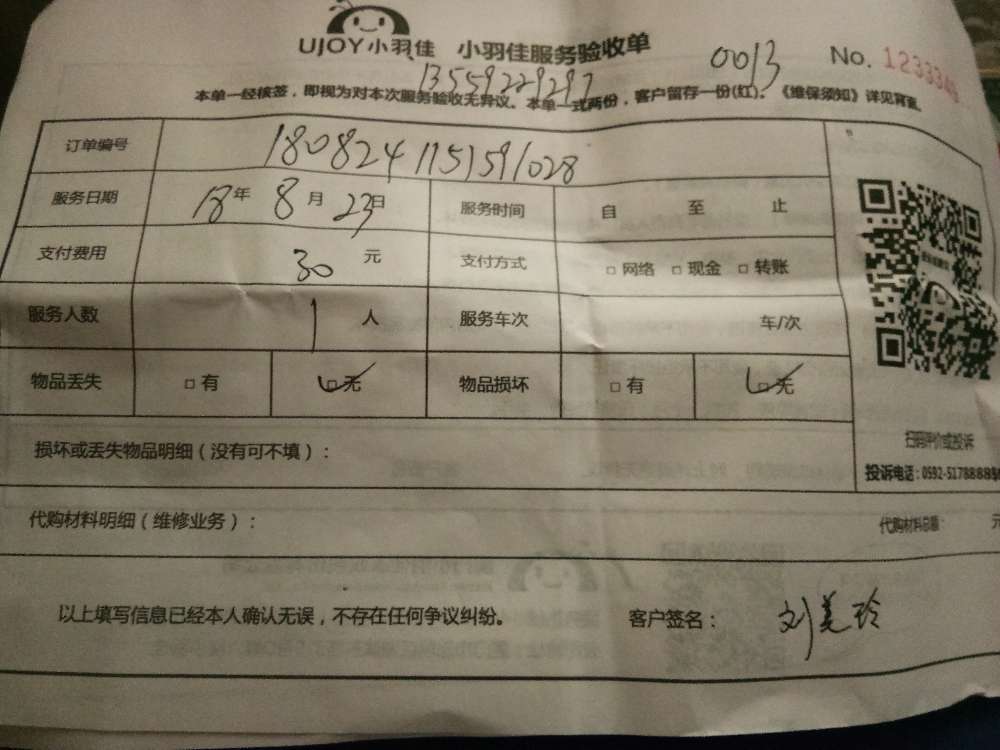 UJOY小羽佳 小羽佳服务验收单
0013
No. 1233349
13559229297
本单一经核签，即视为对本次服务验收无异议。本单一式两份，客户留存一份(红)。《维保须知》详见背面。
订单编号 1808241151591028
服务日期 18年 8月 23日 服务时间 自 至 止
支付费用 30 元 支付方式 □网络 □现金 □转账
服务人数 1 人 服务车次 车/次
物品丢失 □有 □无 物品损坏 □有 □无
损坏或丢失物品明细（没有可不填）：
扫码评价或投诉
投诉电话：0592-5178888
代购材料明细（维修业务）： 代购材料总额： 元
以上填写信息已经本人确认无误，不存在任何争议纠纷。 客户签名： 刘美玲